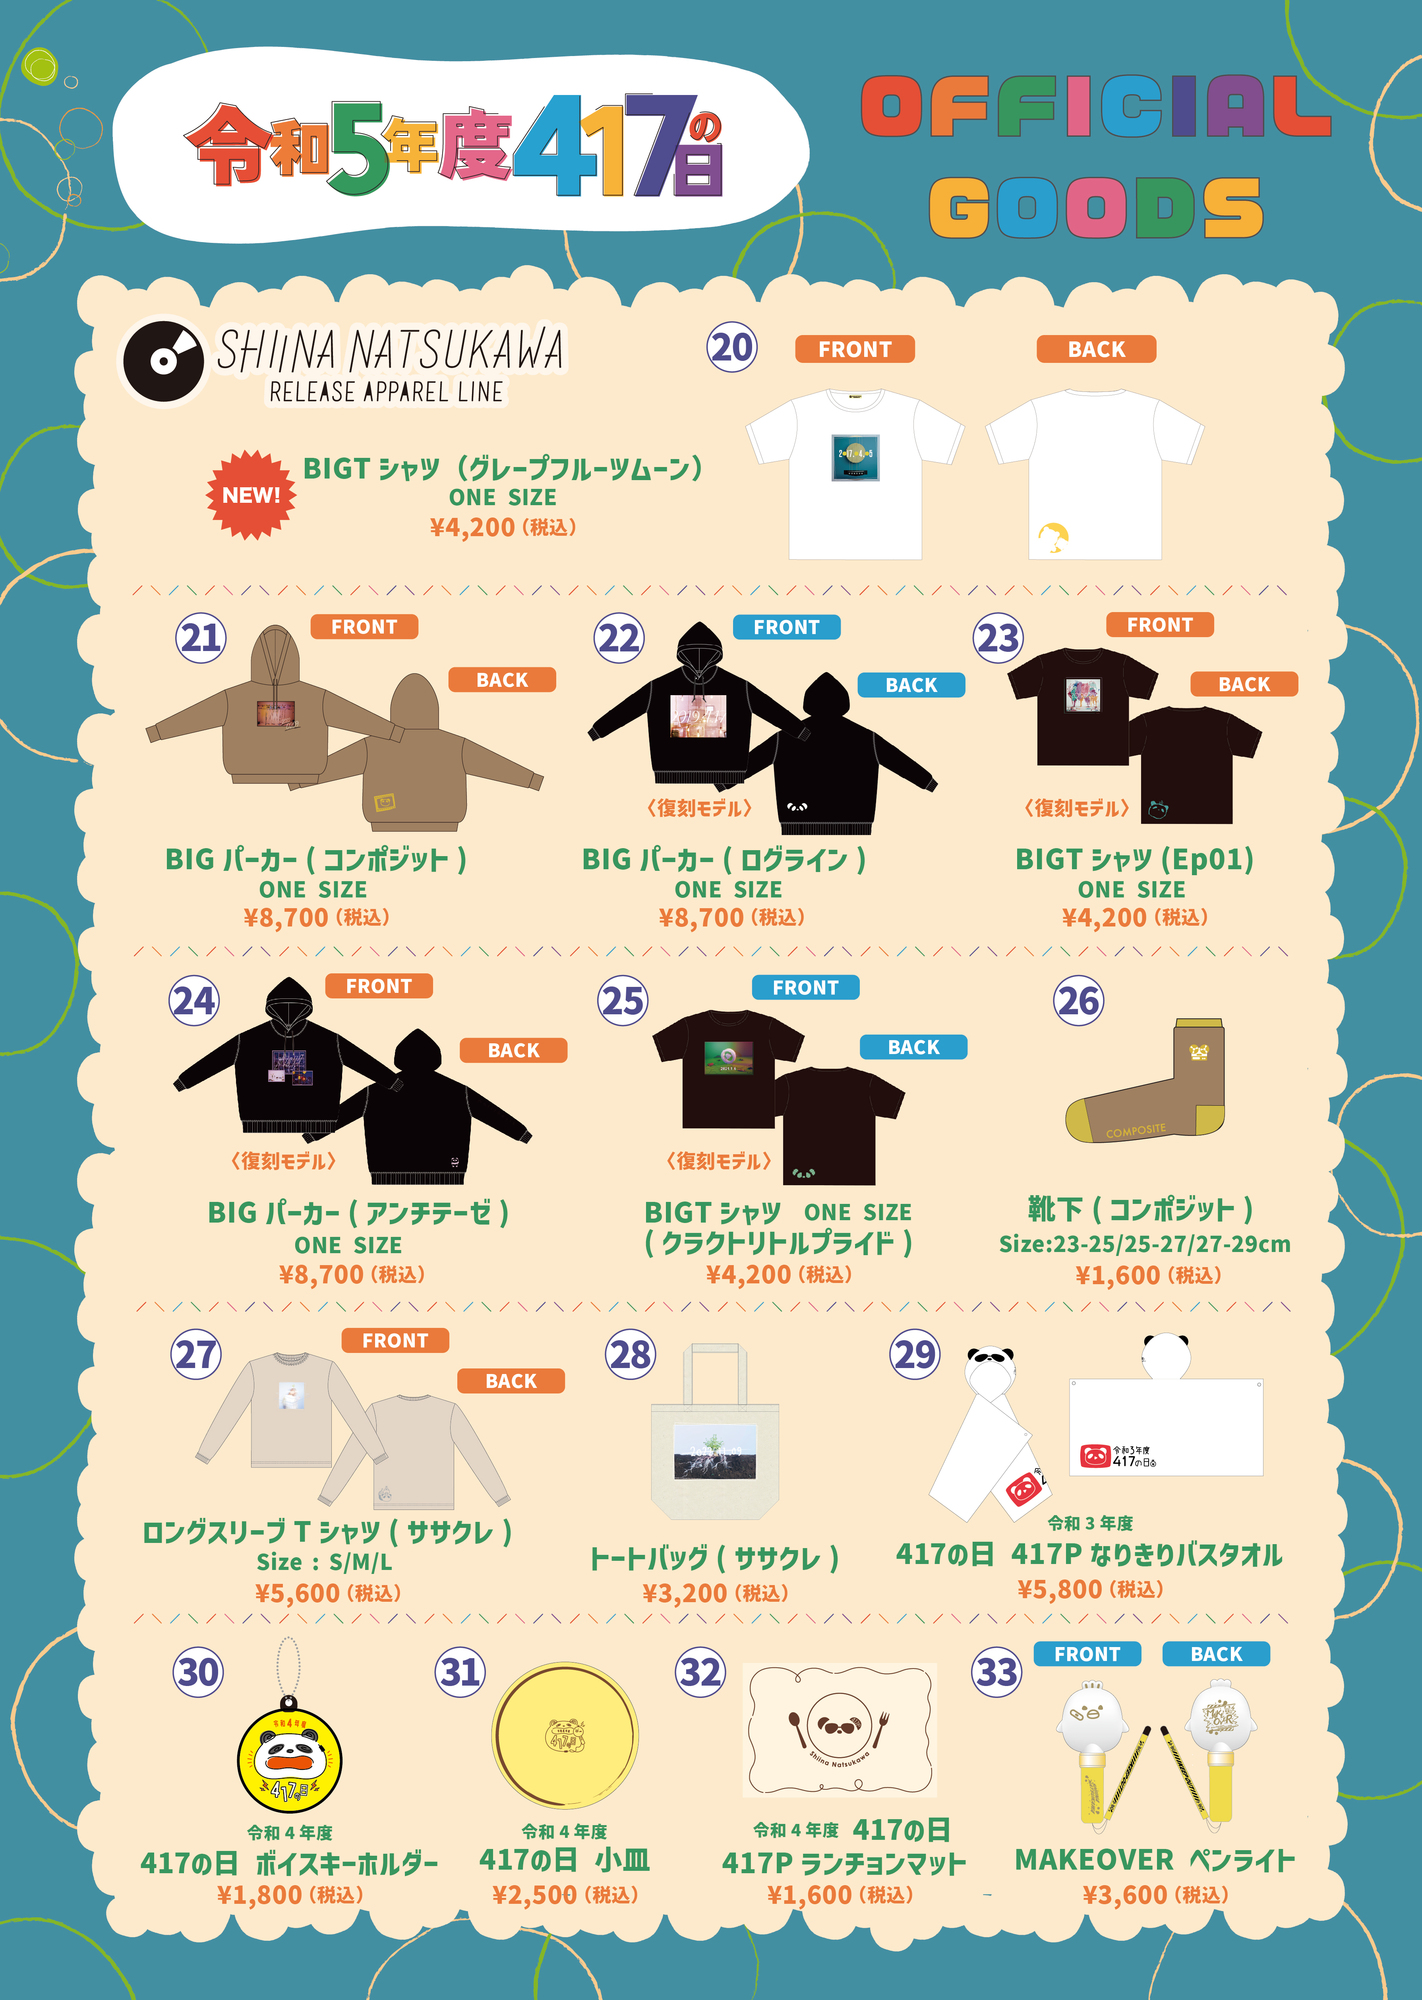 令和5年度417の日
OFFICIAL
GOODS
SHIINA NATSUKAWA
RELEASE APPAREL LINE
20
FRONT
BACK
2017.4.5
NEW!
BIGT シャツ（グレープフルーツムーン）
ONE SIZE
¥4,200（税込）
21
FRONT
BACK
BIG パーカー ( コンポジット )
ONE SIZE
¥8,700（税込）
22
FRONT
BACK
〈復刻モデル〉
BIG パーカー ( ログライン )
ONE SIZE
¥8,700（税込）
23
FRONT
BACK
〈復刻モデル〉
BIGT シャツ (Ep01)
ONE SIZE
¥4,200（税込）
24
FRONT
BACK
〈復刻モデル〉
BIG パーカー ( アンチテーゼ )
ONE SIZE
¥8,700（税込）
25
FRONT
BACK
〈復刻モデル〉
BIGT シャツ ONE SIZE
( クラクトリトルプライド )
¥4,200（税込）
26
COMPOSITE
靴下 ( コンポジット )
Size:23-25/25-27/27-29cm
¥1,600（税込）
27
FRONT
BACK
ロングスリーブ T シャツ ( ササクレ )
Size : S/M/L
¥5,600（税込）
28
トートバッグ ( ササクレ )
¥3,200（税込）
29
令和3年度
417の日
令和 3 年度
417の日 417P なりきりバスタオル
¥5,800（税込）
30
令和4年度
417の日
令和 4 年度
417の日 ボイスキーホルダー
¥1,800（税込）
31
417の日
令和 4 年度
417の日 小皿
¥2,500（税込）
32
Shiina Natsukawa
令和 4 年度 417の日
417P ランチョンマット
¥1,600（税込）
33
FRONT
BACK
MAKEOVER ペンライト
¥3,600（税込）